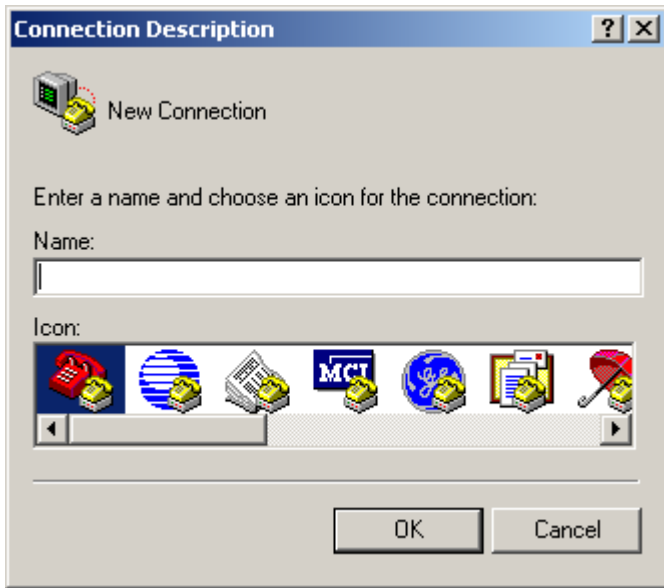 Connection Description
New Connection
Enter a name and choose an icon for the connection:
Name:
Icon:
MCI
OK
Cancel